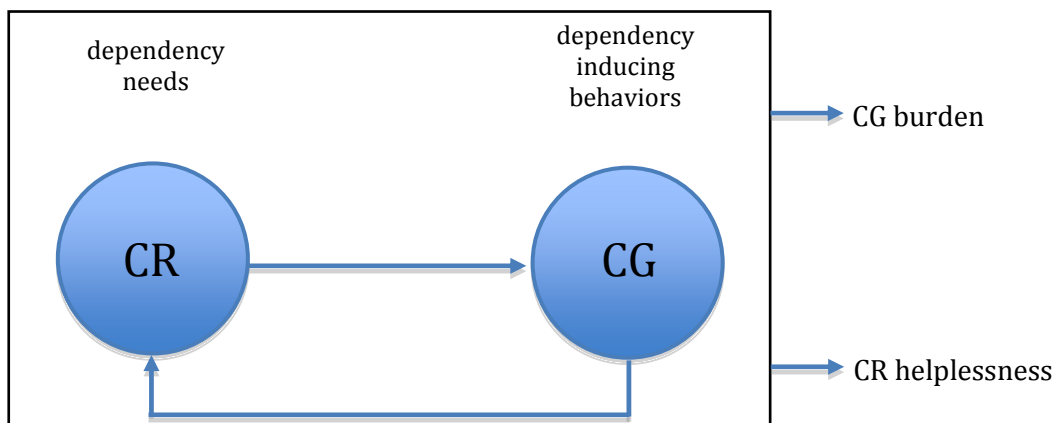 dependency
needs
dependency
inducing
behaviors
CG burden
CR
CG
CR helplessness